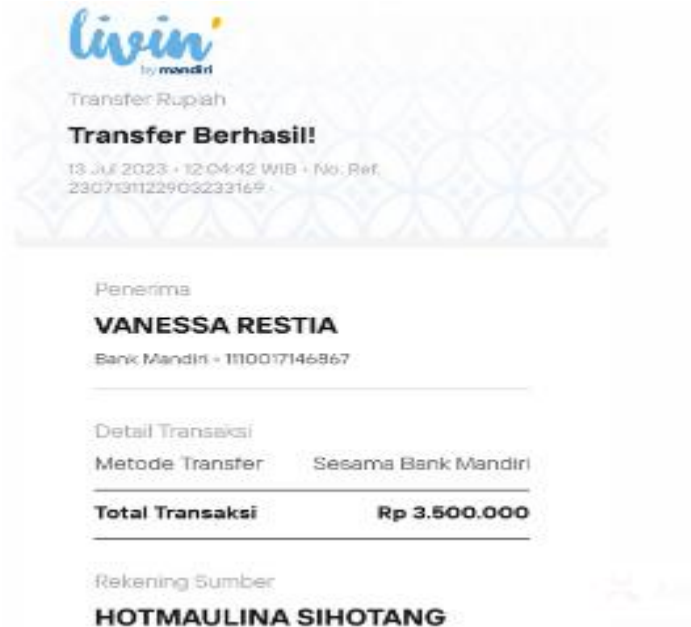 livin'
by mandiri
Transfer Rupiah
Transfer Berhasil!
13 Jul 2023 • 12:04:42 WIB • No. Ref.
2307131122903233169
Penerima
VANESSA RESTIA
Bank Mandiri - 1110017146867
Detail Transaksi
Metode Transfer Sesama Bank Mandiri
Total Transaksi Rp 3.500.000
Rekening Sumber
HOTMAULINA SIHOTANG